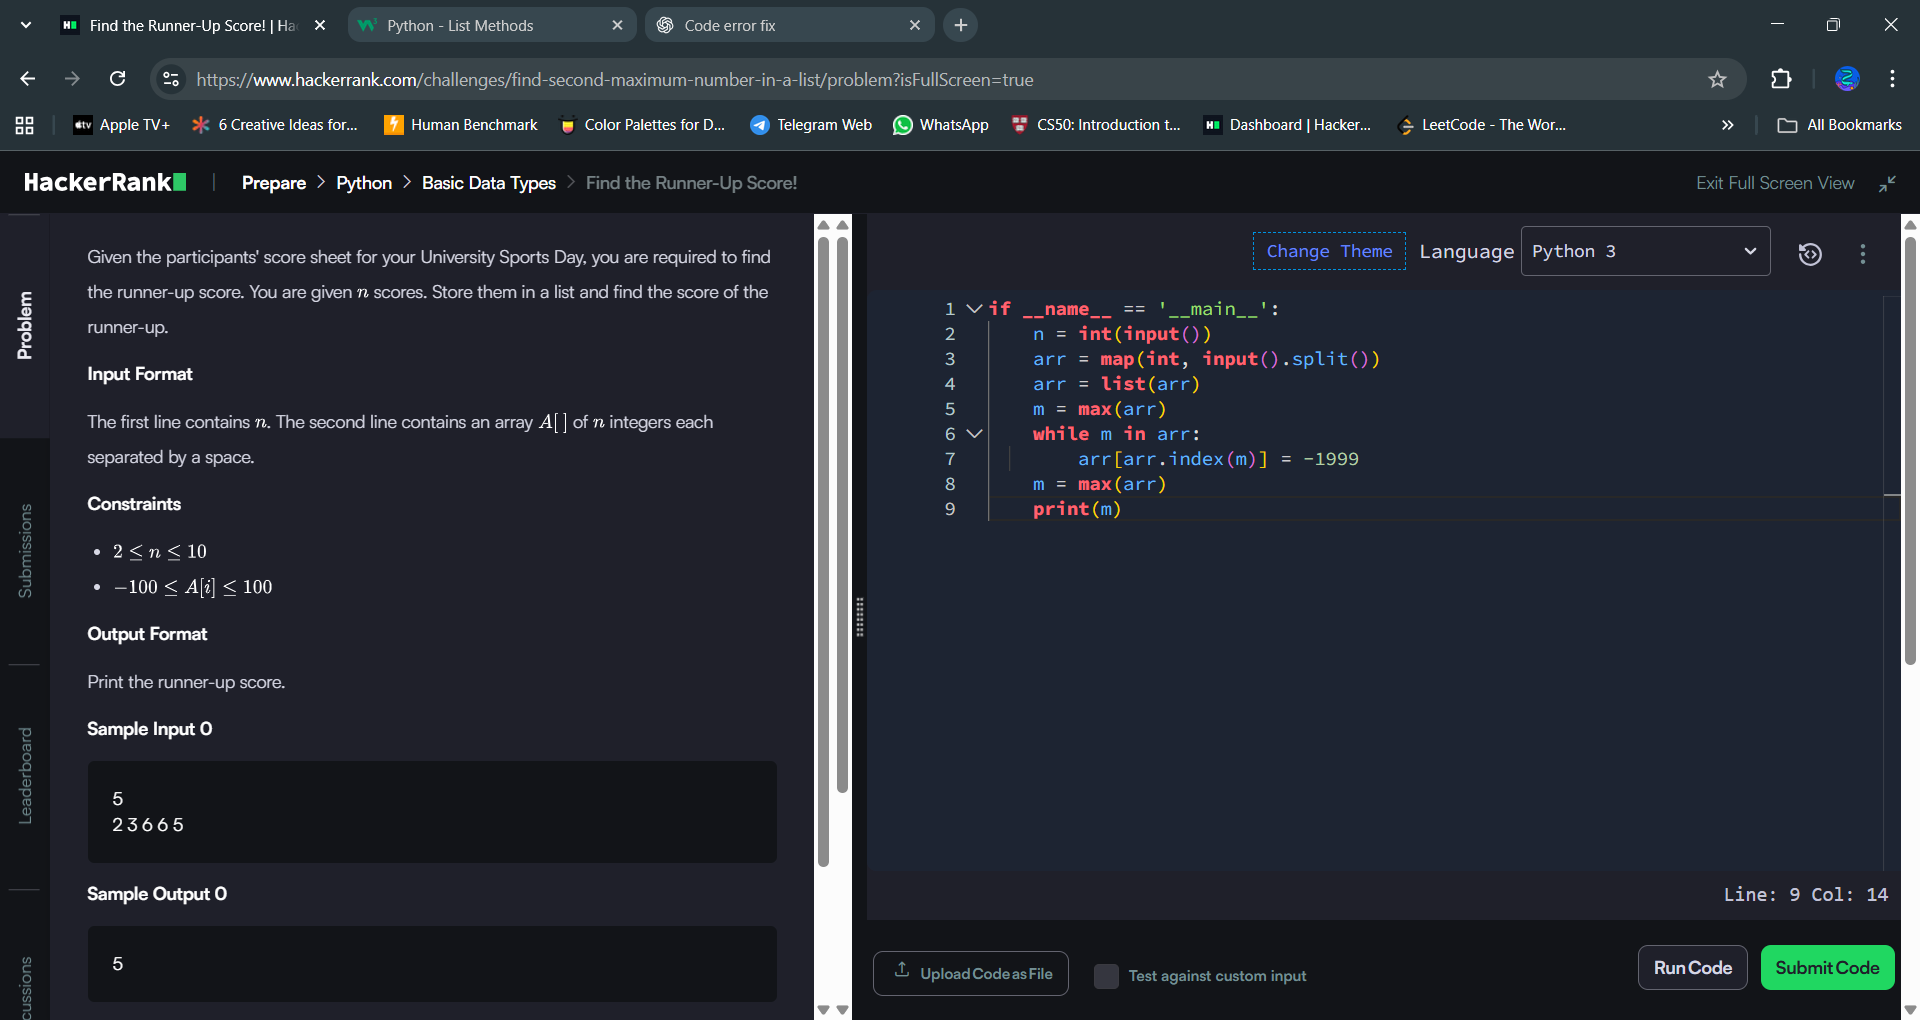 Find the Runner-Up Score! | Ha
Python - List Methods
Code error fix
https://www.hackerrank.com/challenges/find-second-maximum-number-in-a-list/problem?isFullScreen=true
tv Apple TV+
6 Creative Ideas for...
Human Benchmark
Color Palettes for D...
Telegram Web
WhatsApp
CS50: Introduction t...
Dashboard | Hacker...
LeetCode - The Wor...
»
All Bookmarks
HackerRank
Prepare > Python > Basic Data Types > Find the Runner-Up Score!
Exit Full Screen View
Problem
Submissions
Leaderboard
cussions
Given the participants' score sheet for your University Sports Day, you are required to find
the runner-up score. You are given n scores. Store them in a list and find the score of the
runner-up.
Input Format
The first line contains n. The second line contains an array A[] of n integers each
separated by a space.
Constraints
• 2 ≤ n ≤ 10
• −100 ≤ A[i] ≤ 100
Output Format
Print the runner-up score.
Sample Input 0
5
2 3 6 6 5
Sample Output 0
5
Change Theme
Language
Python 3
1 if __name__ == '__main__':
2     n = int(input())
3     arr = map(int, input().split())
4     arr = list(arr)
5     m = max(arr)
6     while m in arr:
7         arr[arr.index(m)] = -1999
8     m = max(arr)
9     print(m)
Line: 9 Col: 14
Upload Code as File
Test against custom input
Run Code
Submit Code